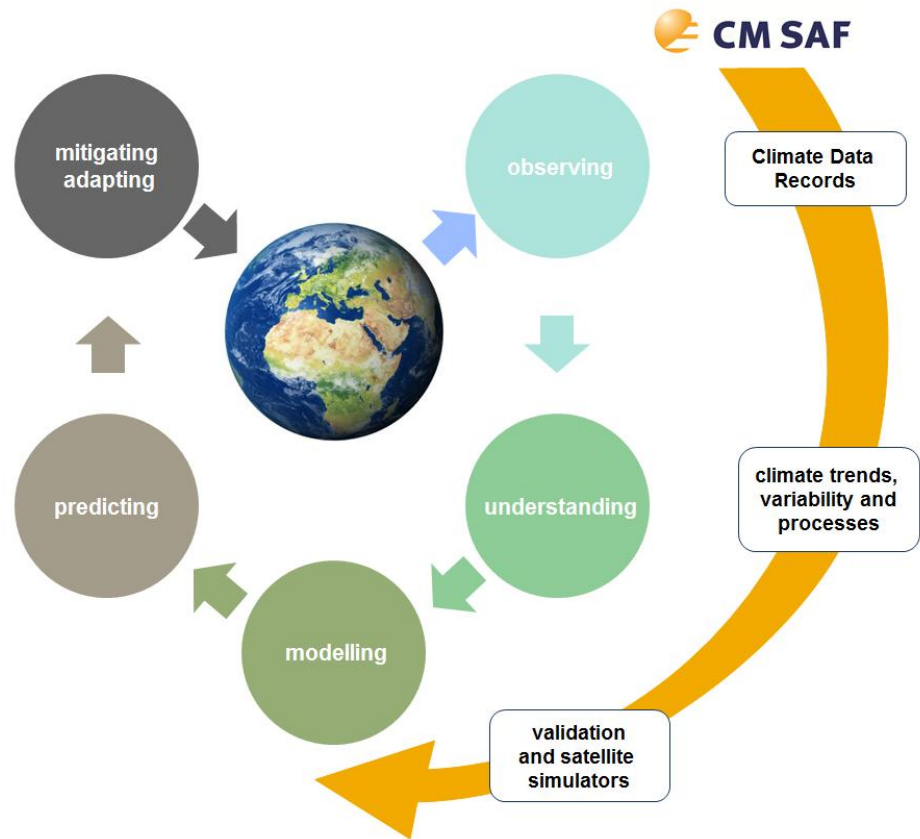 CM SAF
mitigating
adapting
observing
Climate Data
Records
predicting
understanding
climate trends,
variability and
processes
modelling
validation
and satellite
simulators